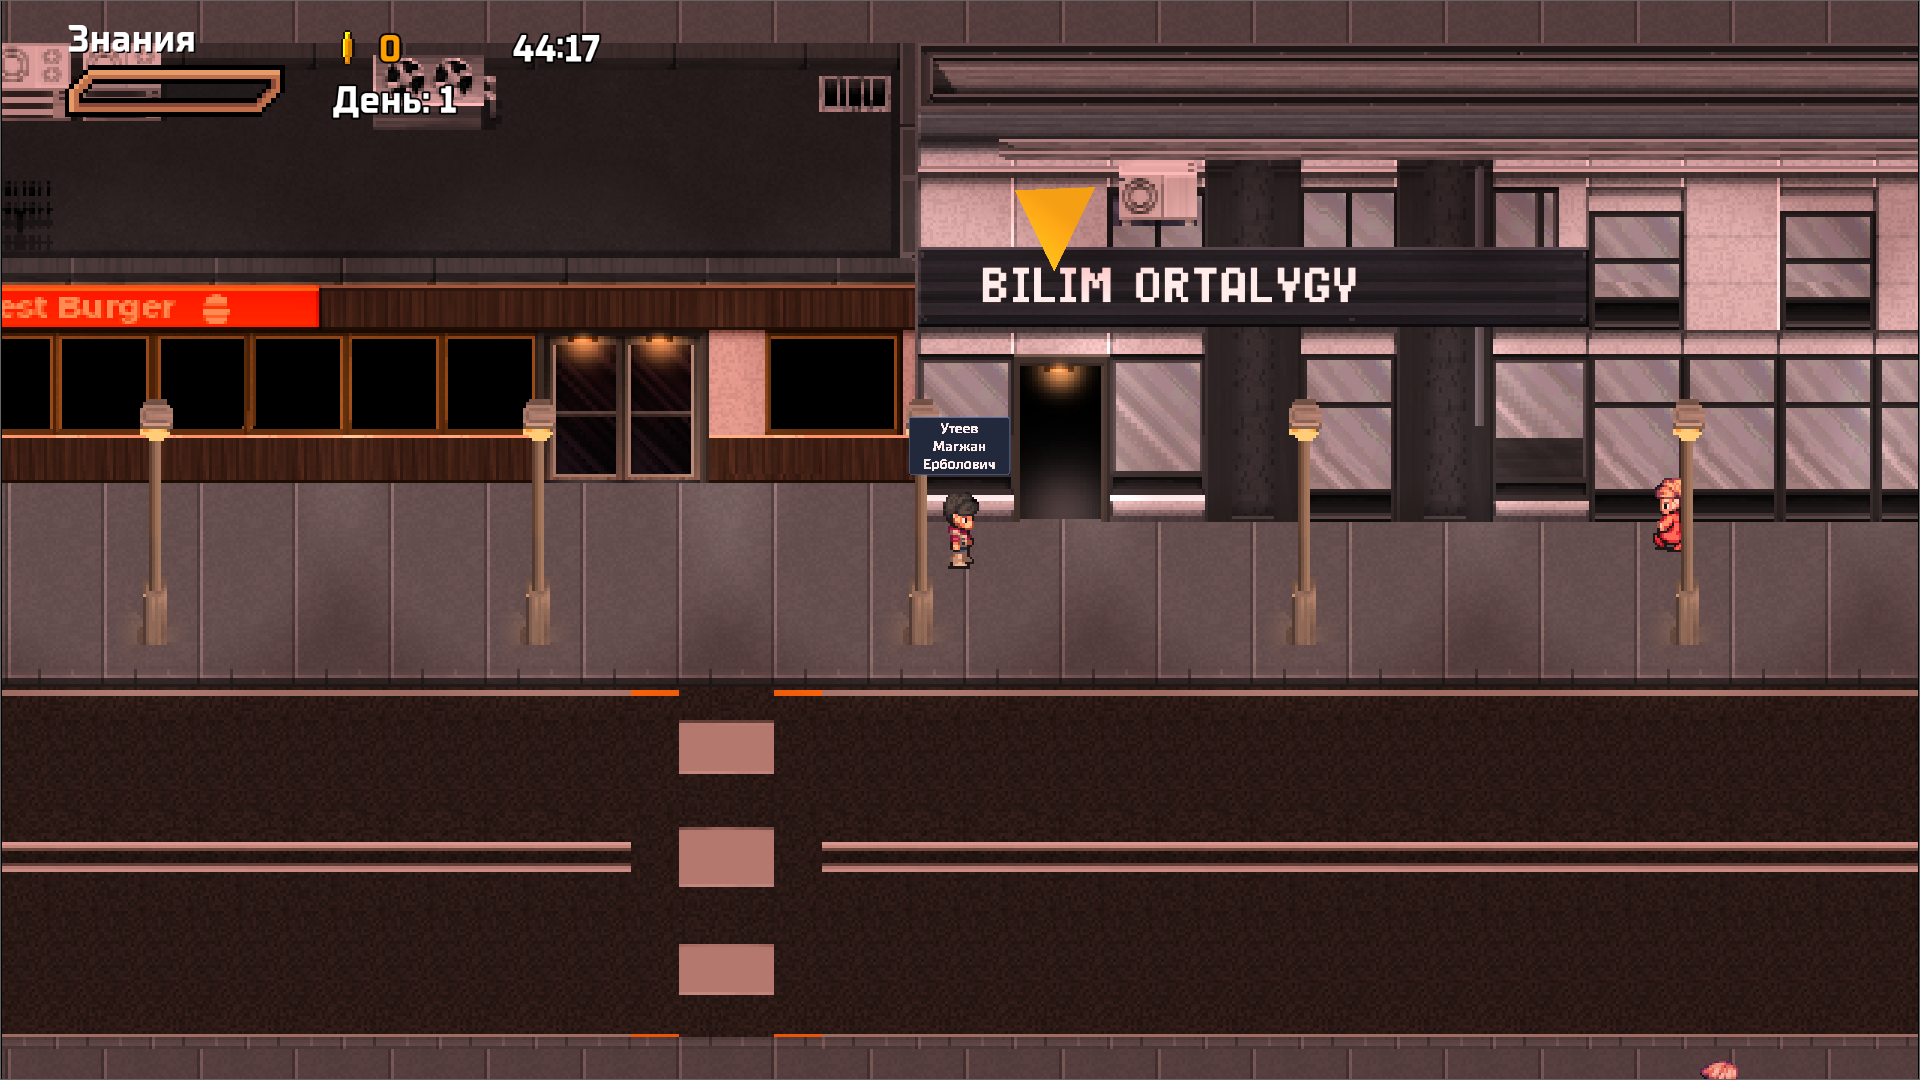 Знания
0
44:17
День: 1
BILIM ORTALYGY
est Burger
Утеев
Магжан
Ерболович